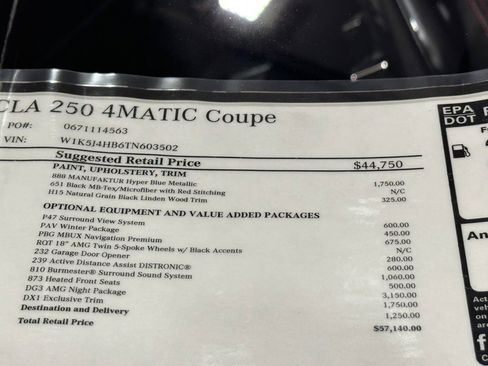 CLA 250 4MATIC Coupe
PO#: 0671114563
VIN: W1K5J4HB6TN603502
Suggested Retail Price $44,750
PAINT, UPHOLSTERY, TRIM
888 MANUFAKTUR Hyper Blue Metallic 1,750.00
651 Black MB-Tex/Microfiber with Red Stitching N/C
H15 Natural Grain Black Linden Wood Trim 325.00
OPTIONAL EQUIPMENT AND VALUE ADDED PACKAGES
P47 Surround View System 600.00
PAV Winter Package 450.00
PBG MBUX Navigation Premium 675.00
RQT 18" AMG Twin 5-Spoke Wheels w/ Black Accents N/C
232 Garage Door Opener 280.00
239 Active Distance Assist DISTRONIC® 600.00
810 Burmester® Surround Sound System 1,060.00
873 Heated Front Seats 500.00
DG3 AMG Night Package 3,150.00
DX1 Exclusive Trim 1,750.00
Destination and Delivery 1,250.00
Total Retail Price $57,140.00
EPA
DOT
An
Act
vehi
of
are
f